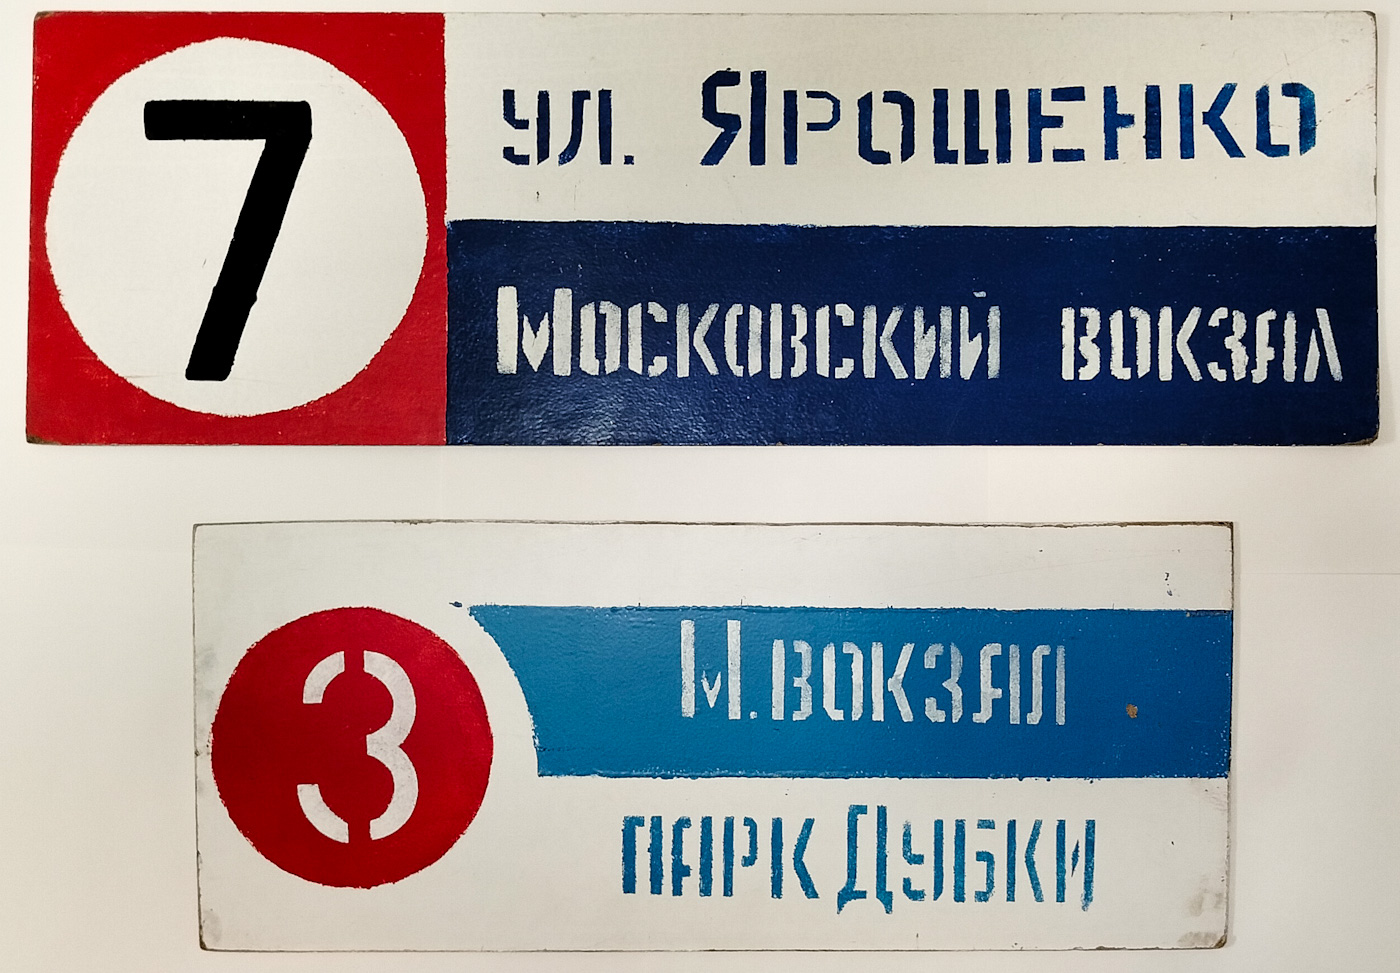 7
ул. Ярошенко
Московский вокзал
3
М.вокзал
парк Дубки